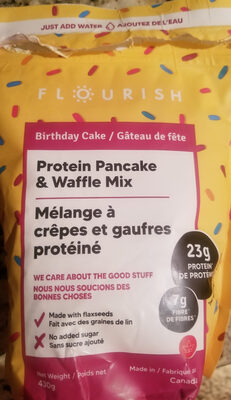 JUST ADD WATER AJOUTEZ DE L'EAU
FLOURISH
Birthday Cake / Gâteau de fête
Protein Pancake
& Waffle Mix
Mélange à
crêpes et gaufres
protéiné
WE CARE ABOUT THE GOOD STUFF
NOUS NOUS SOUCIONS DES
BONNES CHOSES
23g
PROTEIN
DE PROTÉINES
7g
FIBRE
DE FIBRES
✓ Made with flaxseeds
Fait avec des graines de lin
✓ No added sugar
Sans sucre ajouté
Net Weight / Poids net
430g
Made in / Fabriqué au
Canada